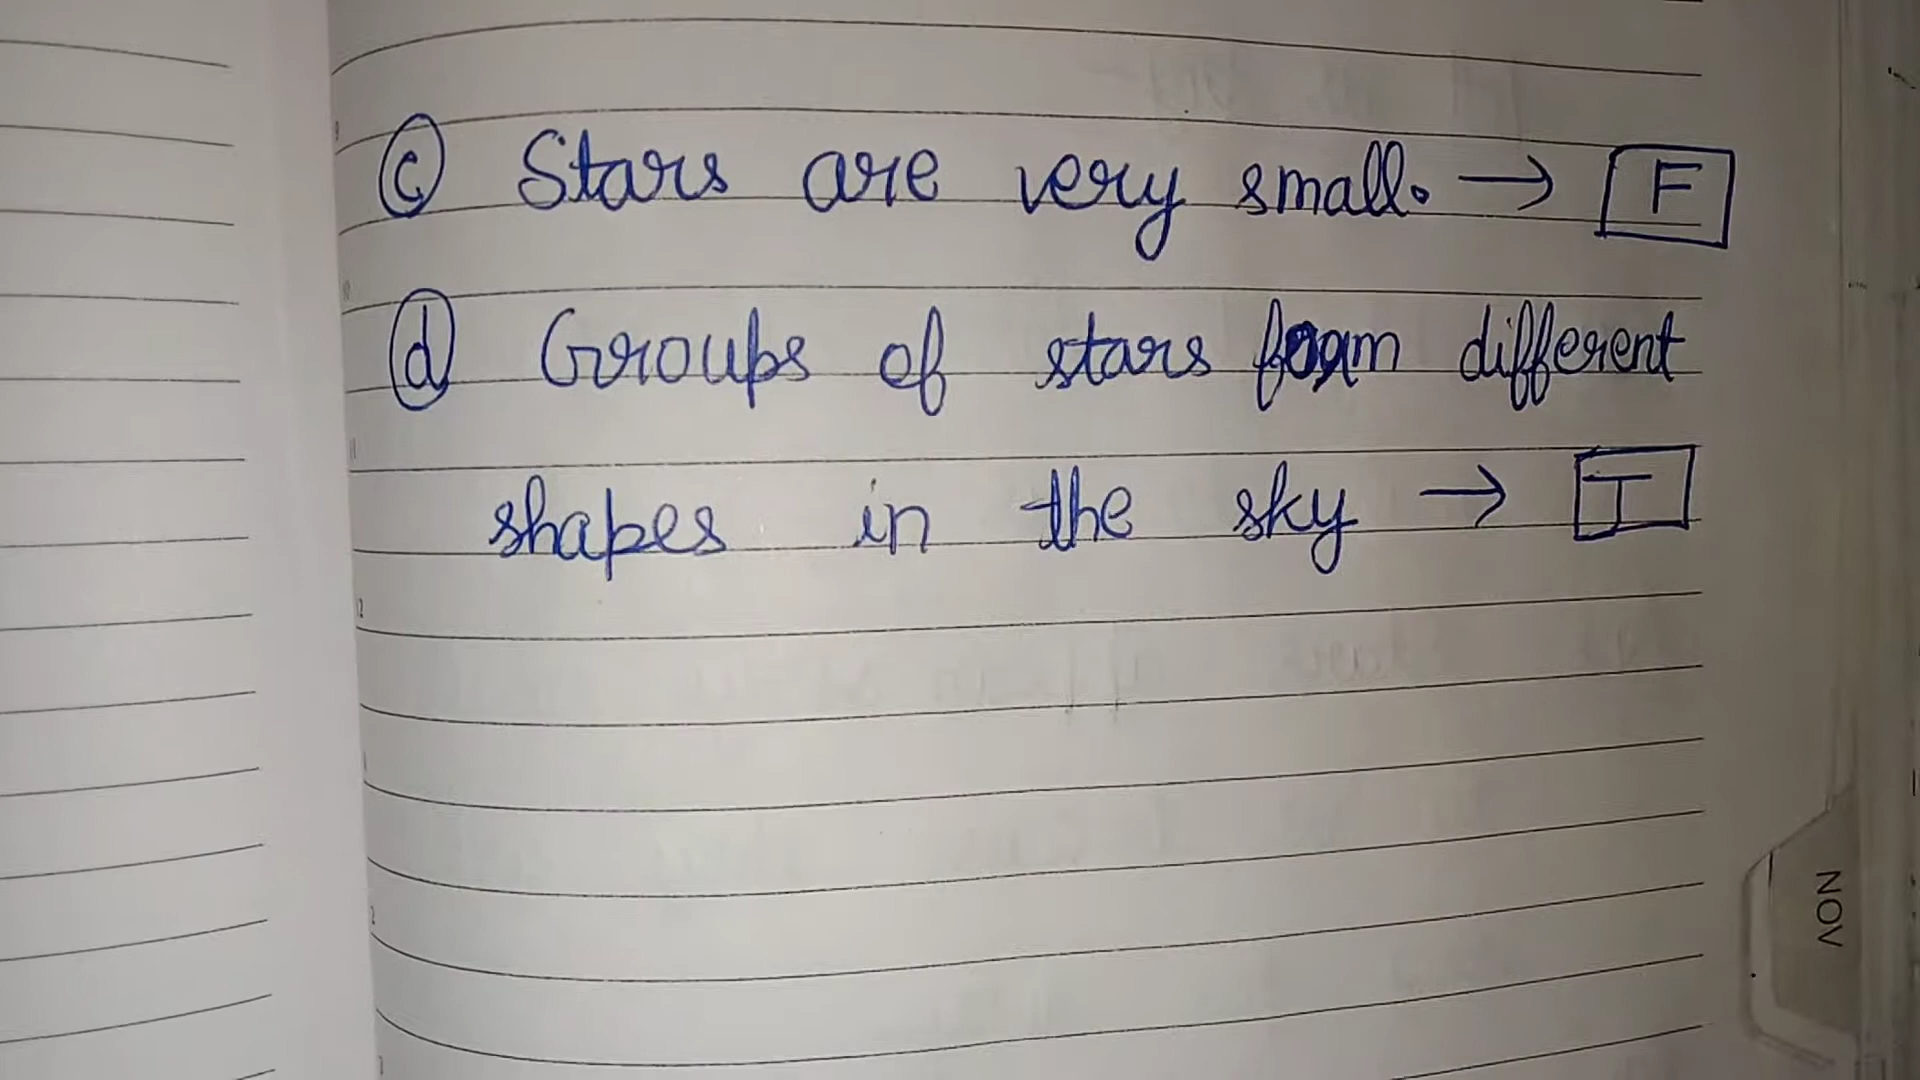 ⓒ Stars are very small. → F
ⓓ Groups of stars form different
shapes in the sky → T
NOV